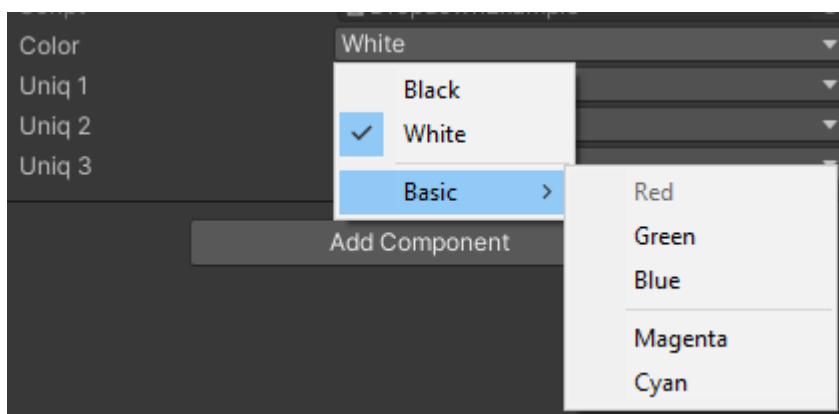 Color White
Uniq 1
Uniq 2
Uniq 3
Black
White
Basic
Red
Green
Blue
Magenta
Cyan
Add Component